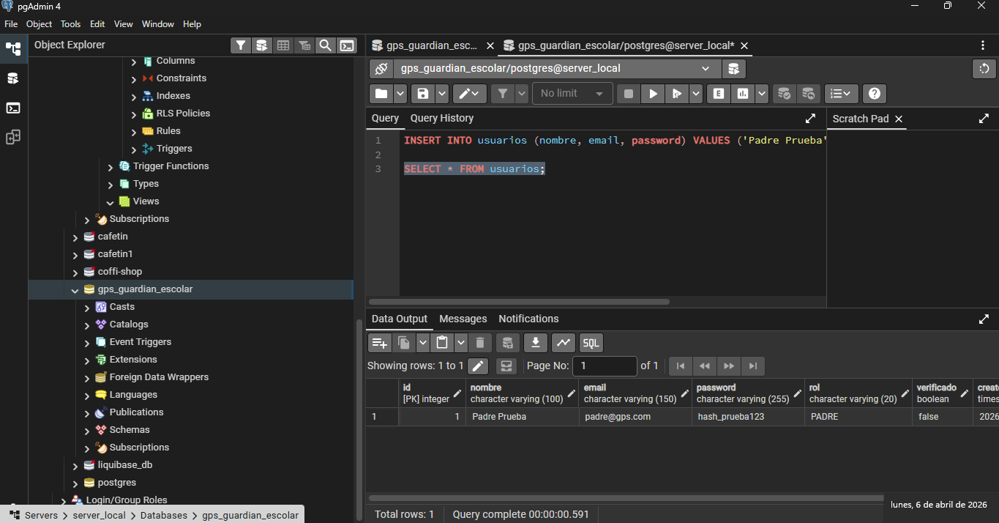 pgAdmin 4
File Object Tools Edit View Window Help
Object Explorer
Columns
Constraints
Indexes
RLS Policies
Rules
Triggers
Trigger Functions
Types
Views
Subscriptions
cafetin
cafetin1
coffi-shop
gps_guardian_escolar
Casts
Catalogs
Event Triggers
Extensions
Foreign Data Wrappers
Languages
Publications
Schemas
Subscriptions
liquibase_db
postgres
Login/Group Roles
Servers > server_local > Databases > gps_guardian_escolar
gps_guardian_esc... gps_guardian_escolar/postgres@server_local*
gps_guardian_escolar/postgres@server_local
No limit
E
Query Query History
Scratch Pad
1 INSERT INTO usuarios (nombre, email, password) VALUES ('Padre Prueba'
2
3 SELECT * FROM usuarios;
Data Output Messages Notifications
SQL
Showing rows: 1 to 1 Page No: 1 of 1
id nombre email password rol verificado creat
[PK] integer character varying (100) character varying (150) character varying (255) character varying (20) boolean times
1 1 Padre Prueba padre@gps.com hash_prueba123 PADRE false 2026
Total rows: 1 Query complete 00:00:00.591
lunes, 6 de abril de 2026